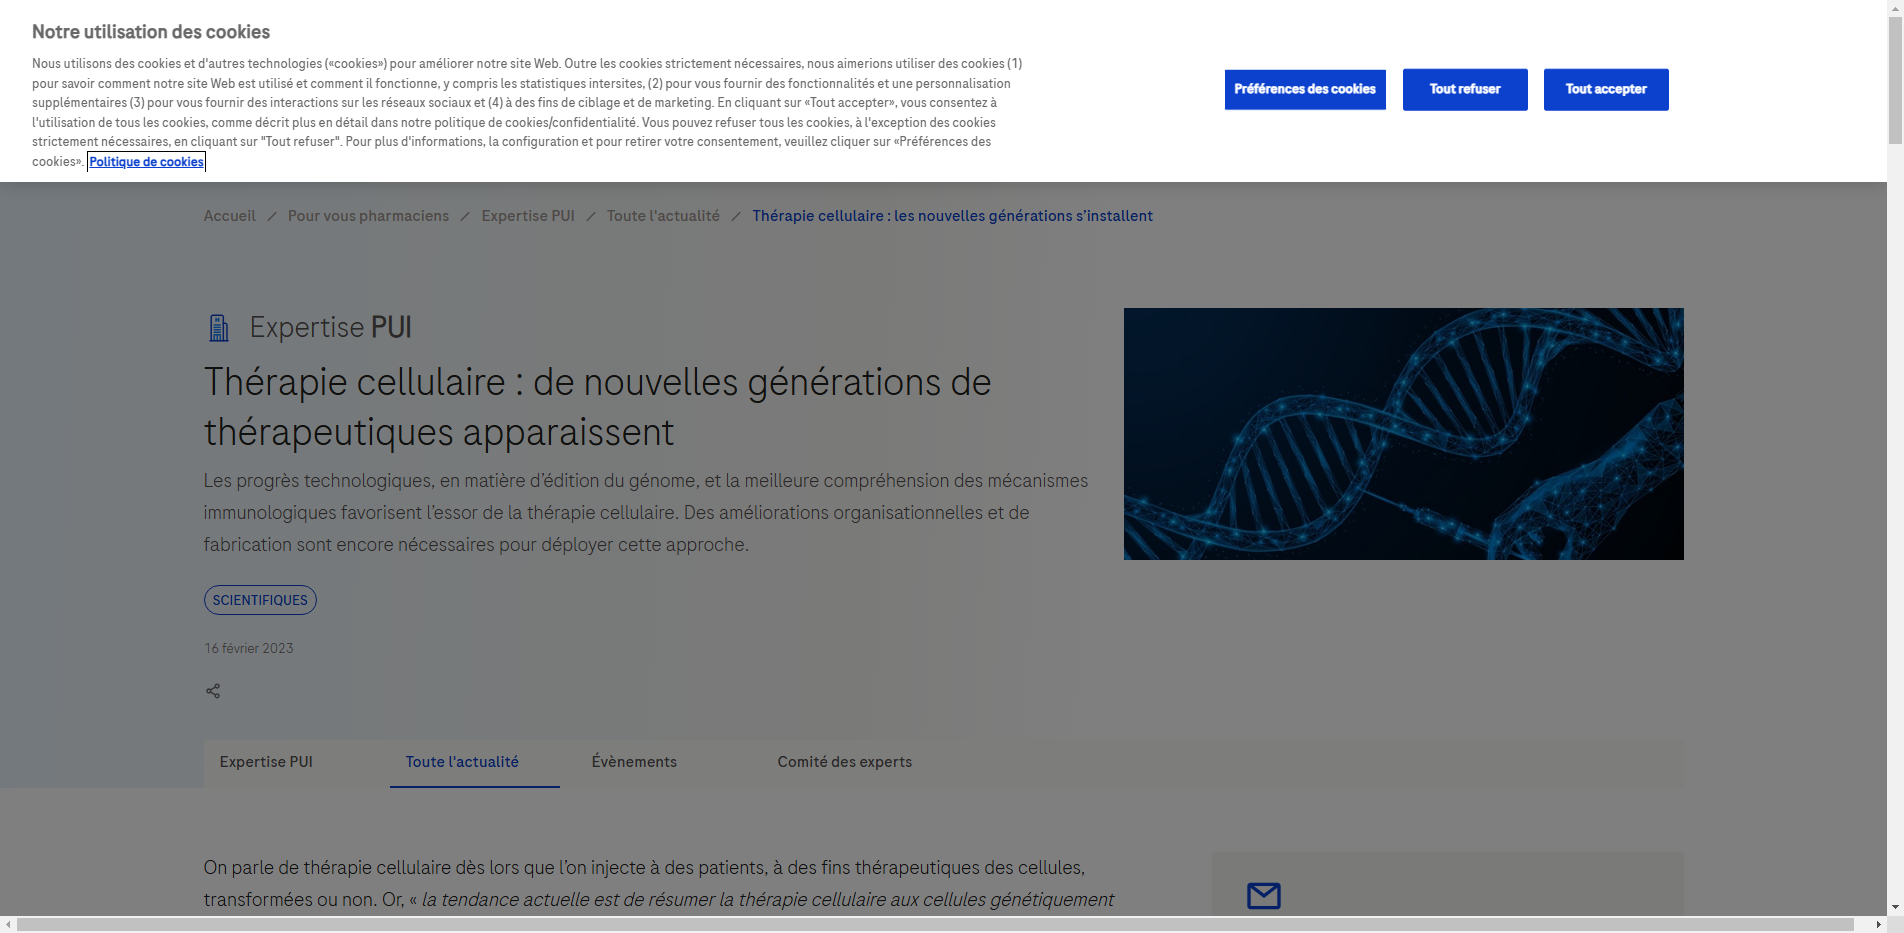 Notre utilisation des cookies
Nous utilisons des cookies et d'autres technologies («cookies») pour améliorer notre site Web. Outre les cookies strictement nécessaires, nous aimerions utiliser des cookies (1)
pour savoir comment notre site Web est utilisé et comment il fonctionne, y compris les statistiques intersites, (2) pour vous fournir des fonctionnalités et une personnalisation
supplémentaires (3) pour vous fournir des interactions sur les réseaux sociaux et (4) à des fins de ciblage et de marketing. En cliquant sur «Tout accepter», vous consentez à
l'utilisation de tous les cookies, comme décrit plus en détail dans notre politique de cookies/confidentialité. Vous pouvez refuser tous les cookies, à l'exception des cookies
strictement nécessaires, en cliquant sur "Tout refuser". Pour plus d'informations, la configuration et pour retirer votre consentement, veuillez cliquer sur «Préférences des
cookies». Politique de cookies
Préférences des cookies
Tout refuser
Tout accepter
Accueil / Pour vous pharmaciens / Expertise PUI / Toute l'actualité / Thérapie cellulaire : les nouvelles générations s’installent
Expertise PUI
Thérapie cellulaire : de nouvelles générations de
thérapeutiques apparaissent
Les progrès technologiques, en matière d’édition du génome, et la meilleure compréhension des mécanismes
immunologiques favorisent l’essor de la thérapie cellulaire. Des améliorations organisationnelles et de
fabrication sont encore nécessaires pour déployer cette approche.
SCIENTIFIQUES
16 février 2023
Expertise PUI
Toute l'actualité
Évènements
Comité des experts
On parle de thérapie cellulaire dès lors que l’on injecte à des patients, à des fins thérapeutiques des cellules,
transformées ou non. Or, « la tendance actuelle est de résumer la thérapie cellulaire aux cellules génétiquement